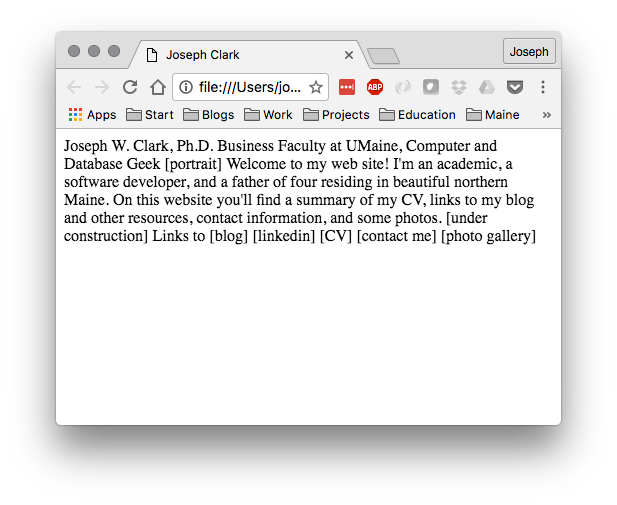 Joseph Clark
Joseph
file:///Users/jo...
ABP
Apps Start Blogs Work Projects Education Maine »
Joseph W. Clark, Ph.D. Business Faculty at UMaine, Computer and
Database Geek [portrait] Welcome to my web site! I'm an academic, a
software developer, and a father of four residing in beautiful northern
Maine. On this website you'll find a summary of my CV, links to my blog
and other resources, contact information, and some photos. [under
construction] Links to [blog] [linkedin] [CV] [contact me] [photo gallery]